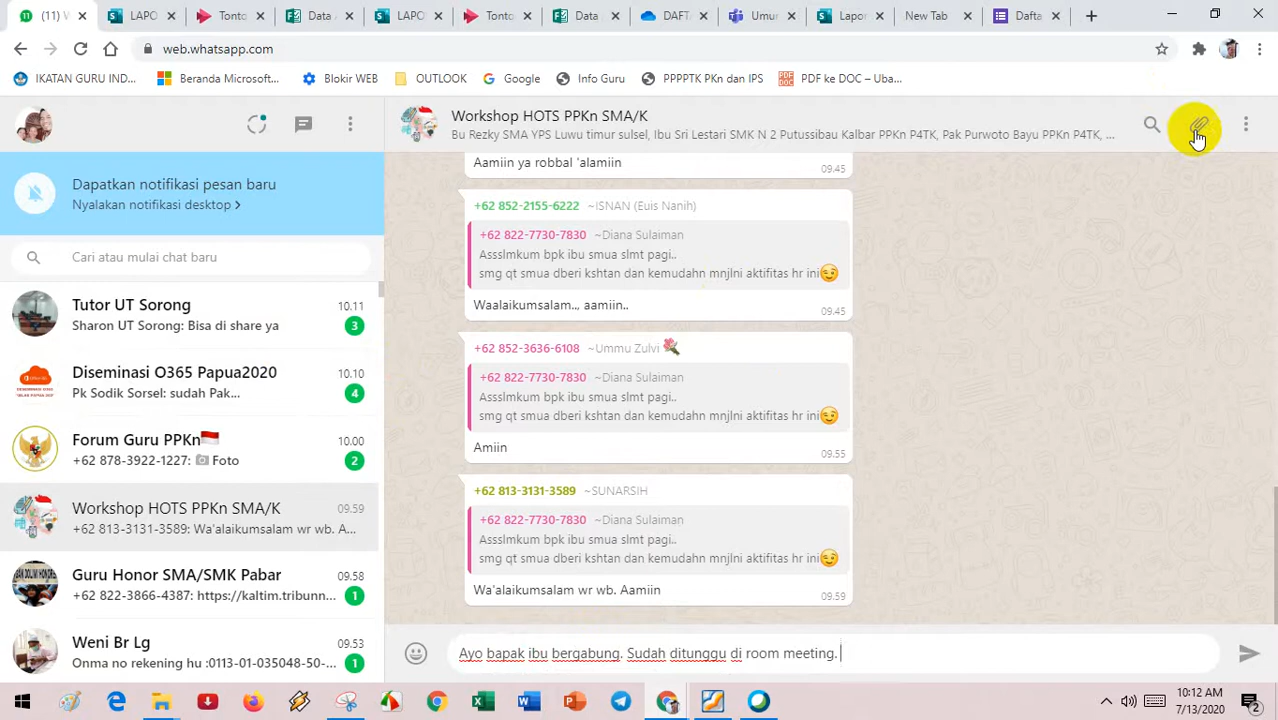 (1) W
LAPO
Tonto
Data
LAPO
Tonto
Data
DAFT
Umur
Lapor
New Tab
Dafta
web.whatsapp.com
IKATAN GURU IND...
Beranda Microsoft...
Blokir WEB
OUTLOOK
Google
Info Guru
PPPPTK PKn dan IPS
PDF ke DOC – Uba...
Workshop HOTS PPKn SMA/K
Bu Rezky SMA YPS Luwu timur sulsel, Ibu Sri Lestari SMK N 2 Putussibau Kalbar PPKn P4TK, Pak Purwoto Bayu PPKn P4TK, ...
Dapatkan notifikasi pesan baru
Nyalakan notifikasi desktop >
Cari atau mulai chat baru
Tutor UT Sorong 10.11
Sharon UT Sorong: Bisa di share ya 3
Diseminasi O365 Papua2020 10.10
Pk Sodik Sorsel: sudah Pak... 4
Forum Guru PPKn 10.00
+62 878-3922-1227: Foto 2
Workshop HOTS PPKn SMA/K 09.59
+62 813-3131-3589: Wa'alaikumsalam wr wb. A...
Guru Honor SMA/SMK Pabar 09.58
+62 822-3866-4387: https://kaltim.tribunn... 1
Weni Br Lg 09.53
Onma no rekening hu :0113-01-035048-50-... 1
Aamiin ya robbal 'alamiin 09.45
+62 852-2155-6222 ~ISNAN (Euis Nanih)
+62 822-7730-7830 ~Diana Sulaiman
Assslmkum bpk ibu smua slmt pagi..
smg qt smua dberi kshtan dan kemudahn mnjlni aktifitas hr ini😉
Waalaikumsalam.., aamiin.. 09.45
+62 852-3636-6108 ~Ummu Zulvi 🌷
+62 822-7730-7830 ~Diana Sulaiman
Assslmkum bpk ibu smua slmt pagi..
smg qt smua dberi kshtan dan kemudahn mnjlni aktifitas hr ini😉
Amiin 09.55
+62 813-3131-3589 ~SUNARSIH
+62 822-7730-7830 ~Diana Sulaiman
Assslmkum bpk ibu smua slmt pagi..
smg qt smua dberi kshtan dan kemudahn mnjlni aktifitas hr ini😉
Wa'alaikumsalam wr wb. Aamiin 09.59
Ayo bapak ibu bergabung. Sudah ditunggu di room meeting.
10:12 AM
7/13/2020
2